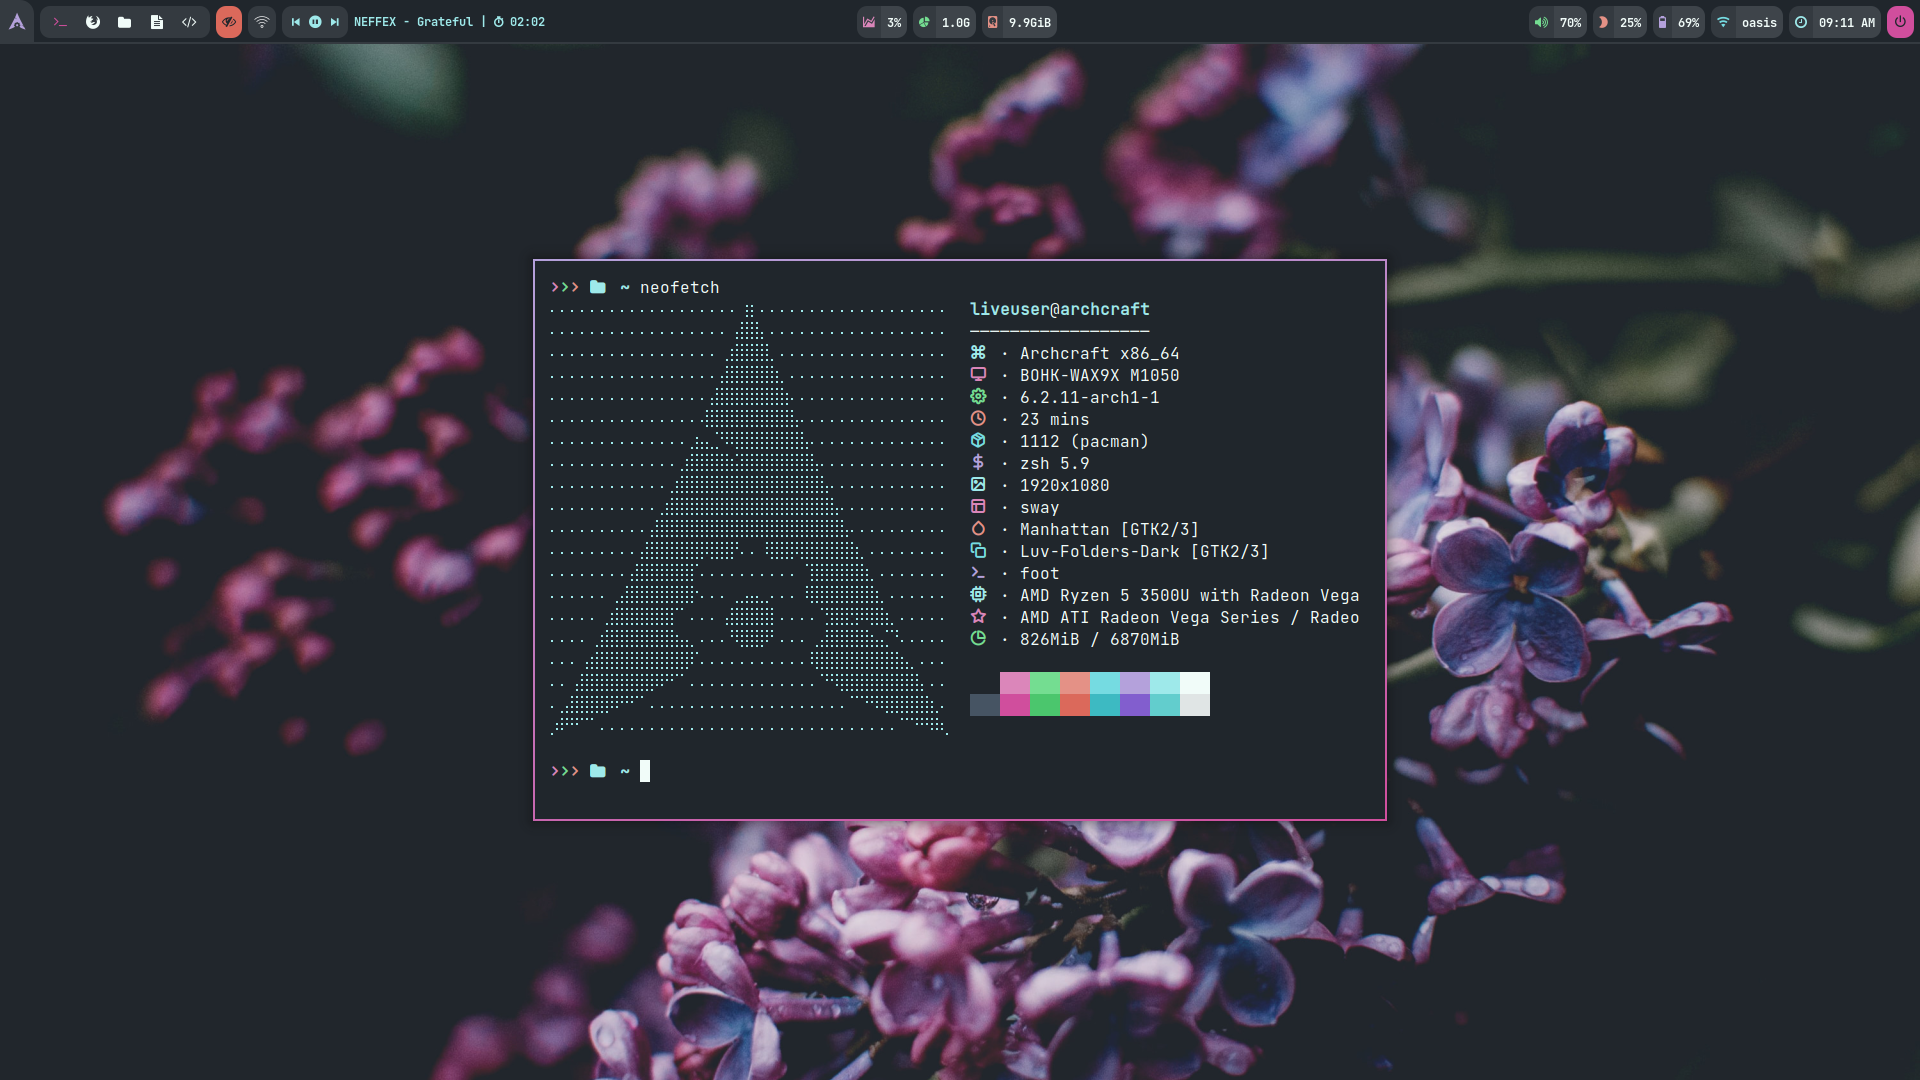 NEFFEX - Grateful | 02:02
3%
1.0G
9.9GiB
70%
25%
69%
oasis
09:11 AM
~ neofetch
liveuser@archcraft
· Archcraft x86_64
· BOHK-WAX9X M1050
· 6.2.11-arch1-1
· 23 mins
· 1112 (pacman)
· zsh 5.9
· 1920x1080
· sway
· Manhattan [GTK2/3]
· Luv-Folders-Dark [GTK2/3]
· foot
· AMD Ryzen 5 3500U with Radeon Vega
· AMD ATI Radeon Vega Series / Radeo
· 826MiB / 6870MiB
~